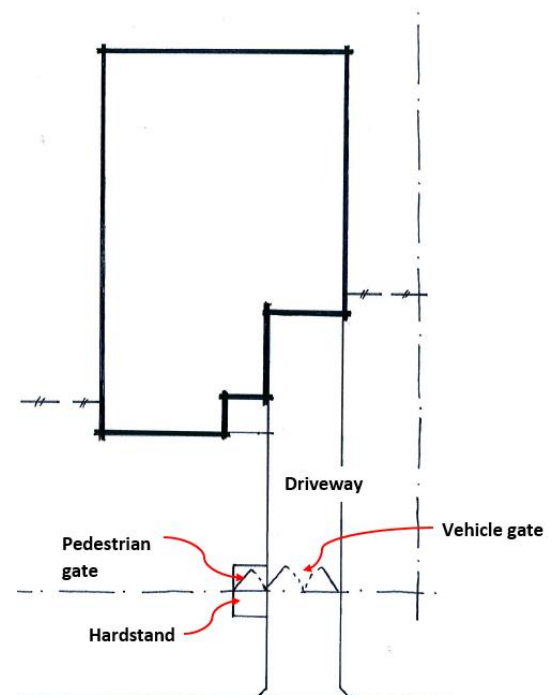 Driveway
Vehicle gate
Pedestrian
gate
Hardstand